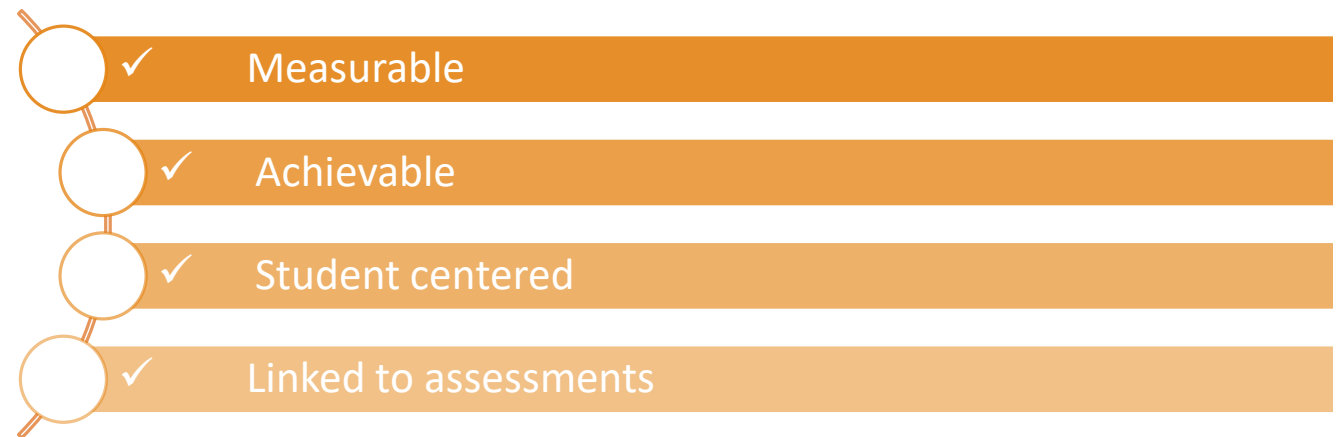 ✓ Measurable
✓ Achievable
✓ Student centered
✓ Linked to assessments